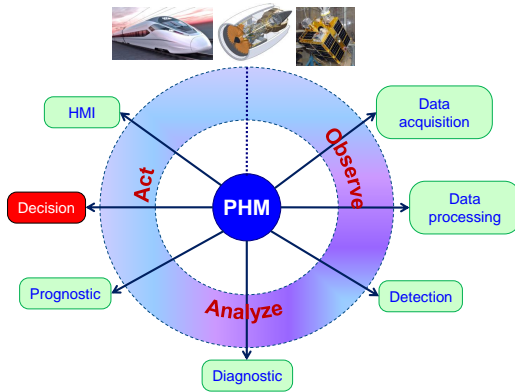 HMI
Data
acquisition
Observe
Act
Decision
PHM
Data
processing
Prognostic
Analyze
Detection
Diagnostic